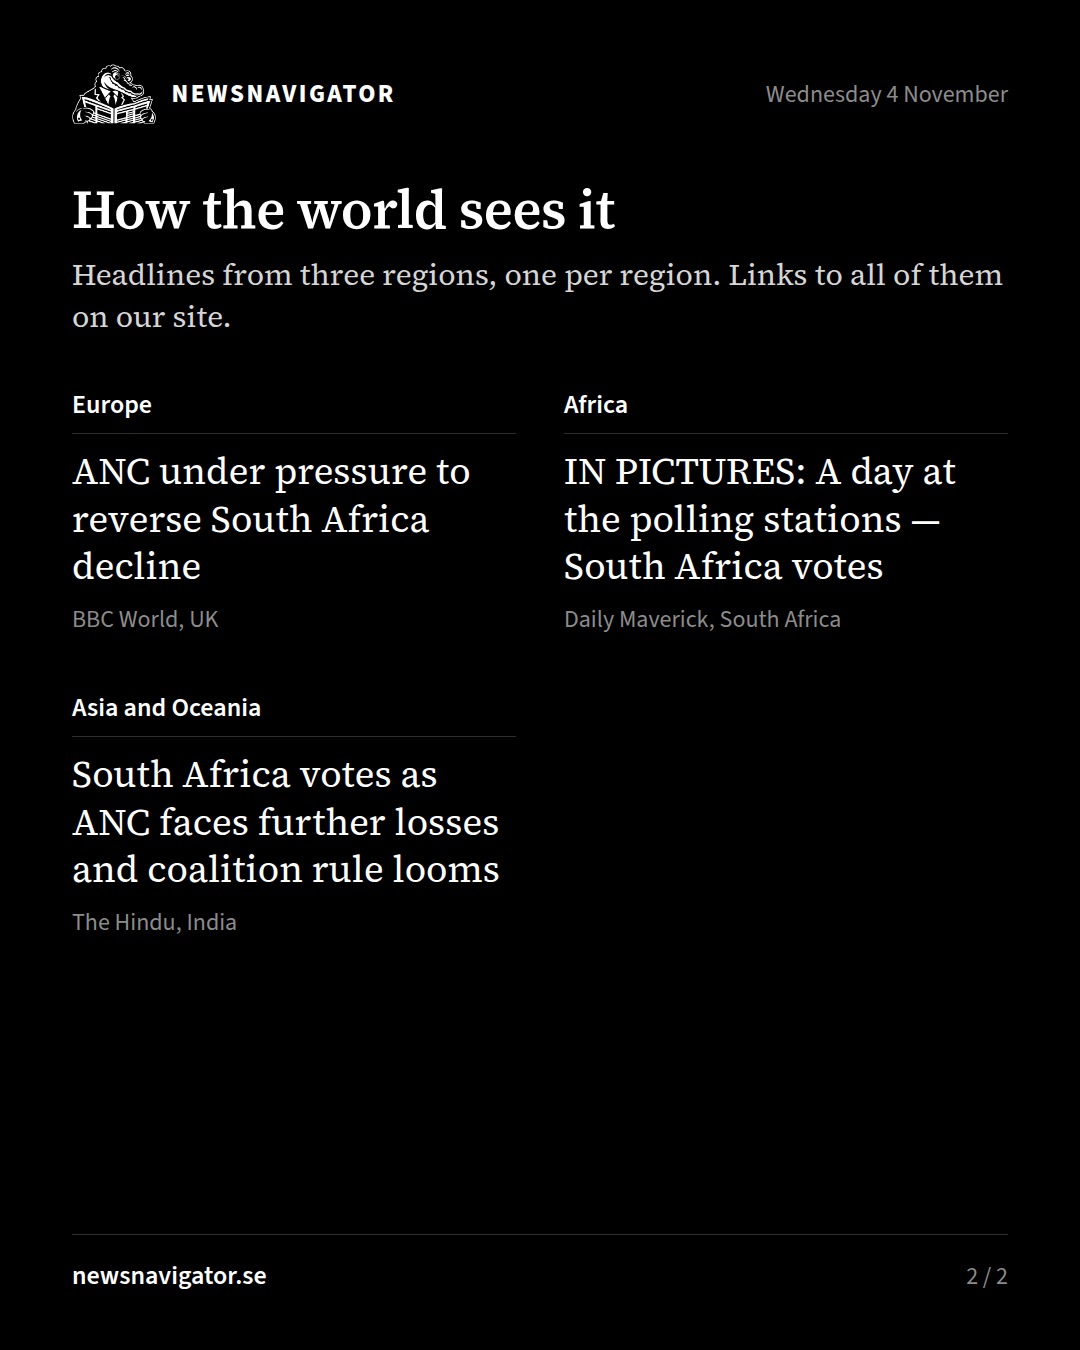 NEWSNAVIGATOR
Wednesday 4 November
How the world sees it
Headlines from three regions, one per region. Links to all of them
on our site.
Europe
ANC under pressure to
reverse South Africa
decline
BBC World, UK
Africa
IN PICTURES: A day at
the polling stations —
South Africa votes
Daily Maverick, South Africa
Asia and Oceania
South Africa votes as
ANC faces further losses
and coalition rule looms
The Hindu, India
newsnavigator.se
2 / 2